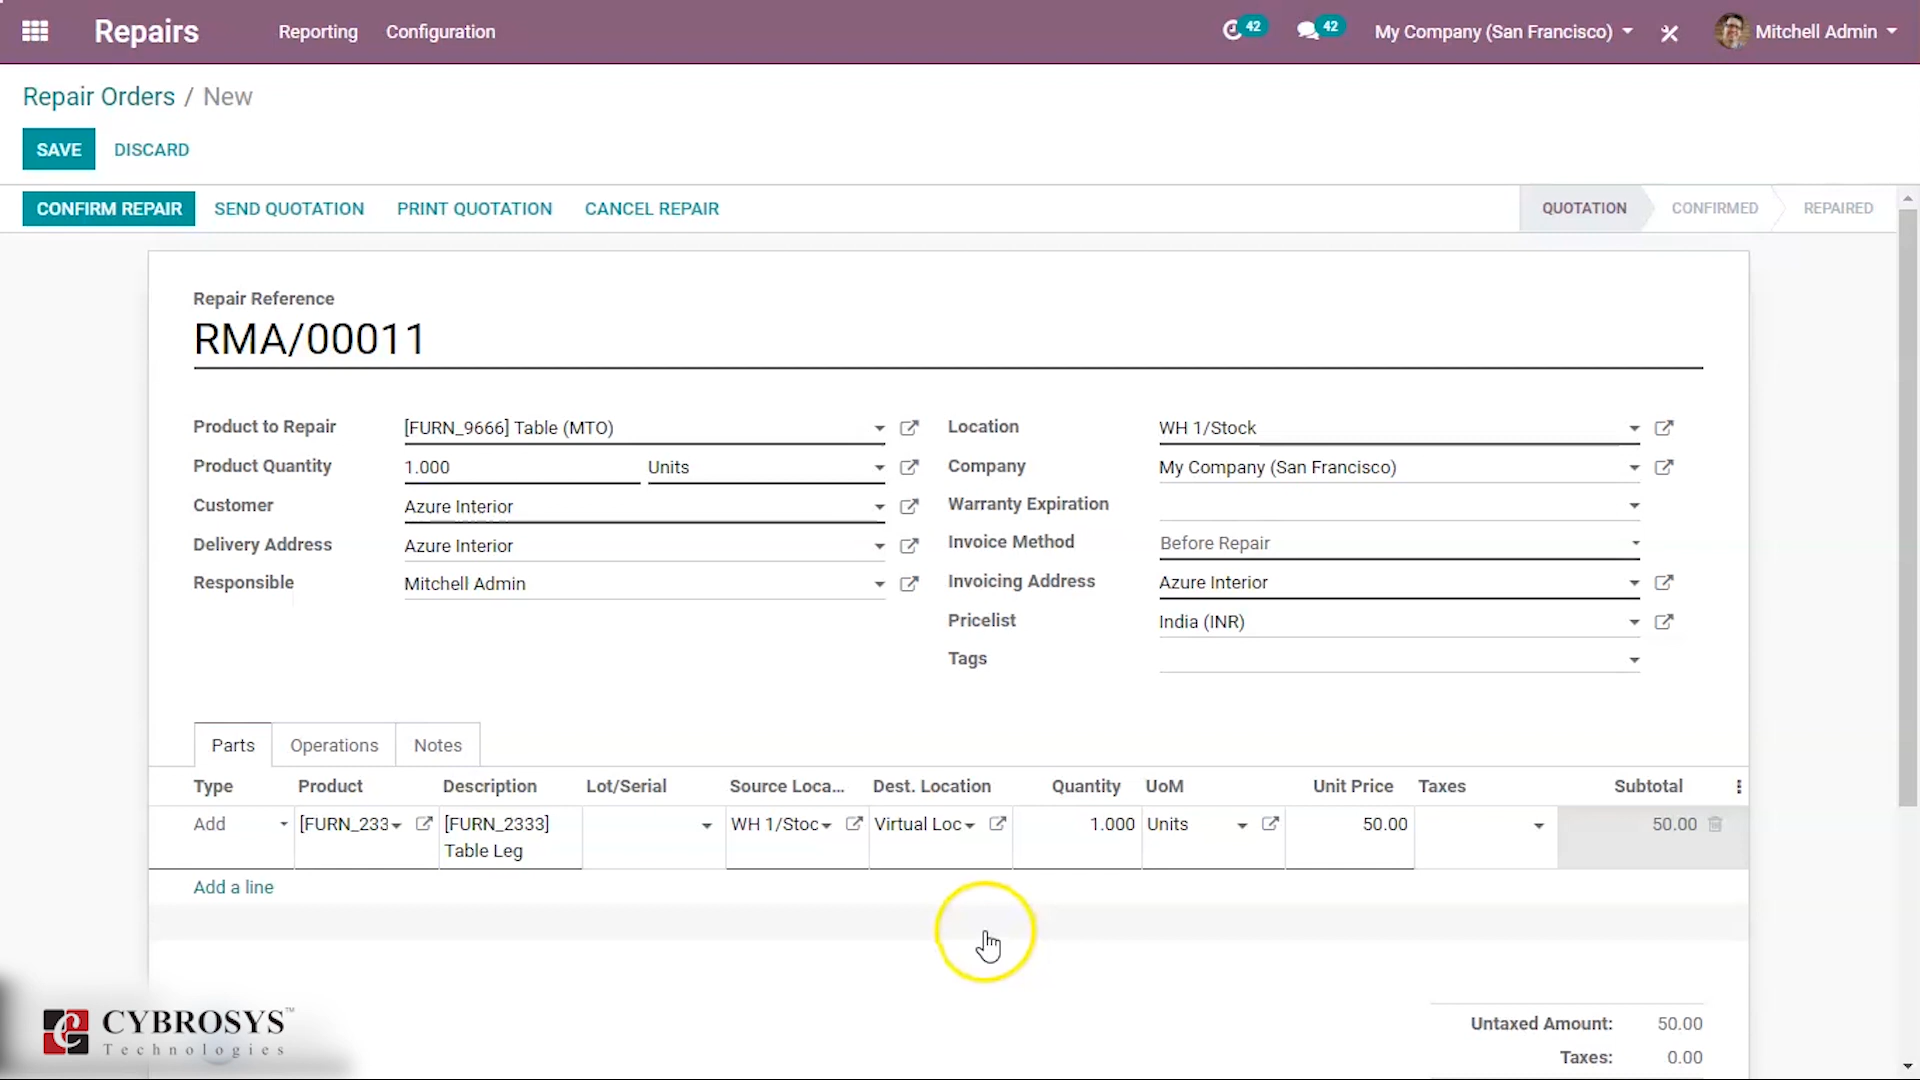 Repairs Reporting Configuration 42 42 My Company (San Francisco) Mitchell Admin
Repair Orders / New
SAVE DISCARD
CONFIRM REPAIR SEND QUOTATION PRINT QUOTATION CANCEL REPAIR QUOTATION CONFIRMED REPAIRED
Repair Reference
RMA/00011
Product to Repair [FURN_9666] Table (MTO) Location WH 1/Stock
Product Quantity 1.000 Units Company My Company (San Francisco)
Customer Azure Interior Warranty Expiration
Delivery Address Azure Interior Invoice Method Before Repair
Responsible Mitchell Admin Invoicing Address Azure Interior
Pricelist India (INR)
Tags
Parts Operations Notes
Type Product Description Lot/Serial Source Loca... Dest. Location Quantity UoM Unit Price Taxes Subtotal
Add [FURN_233 [FURN_2333] WH 1/Stoc Virtual Loc 1.000 Units 50.00 50.00
Table Leg
Add a line
CYBROSYS™
Technologies
Untaxed Amount: 50.00
Taxes: 0.00